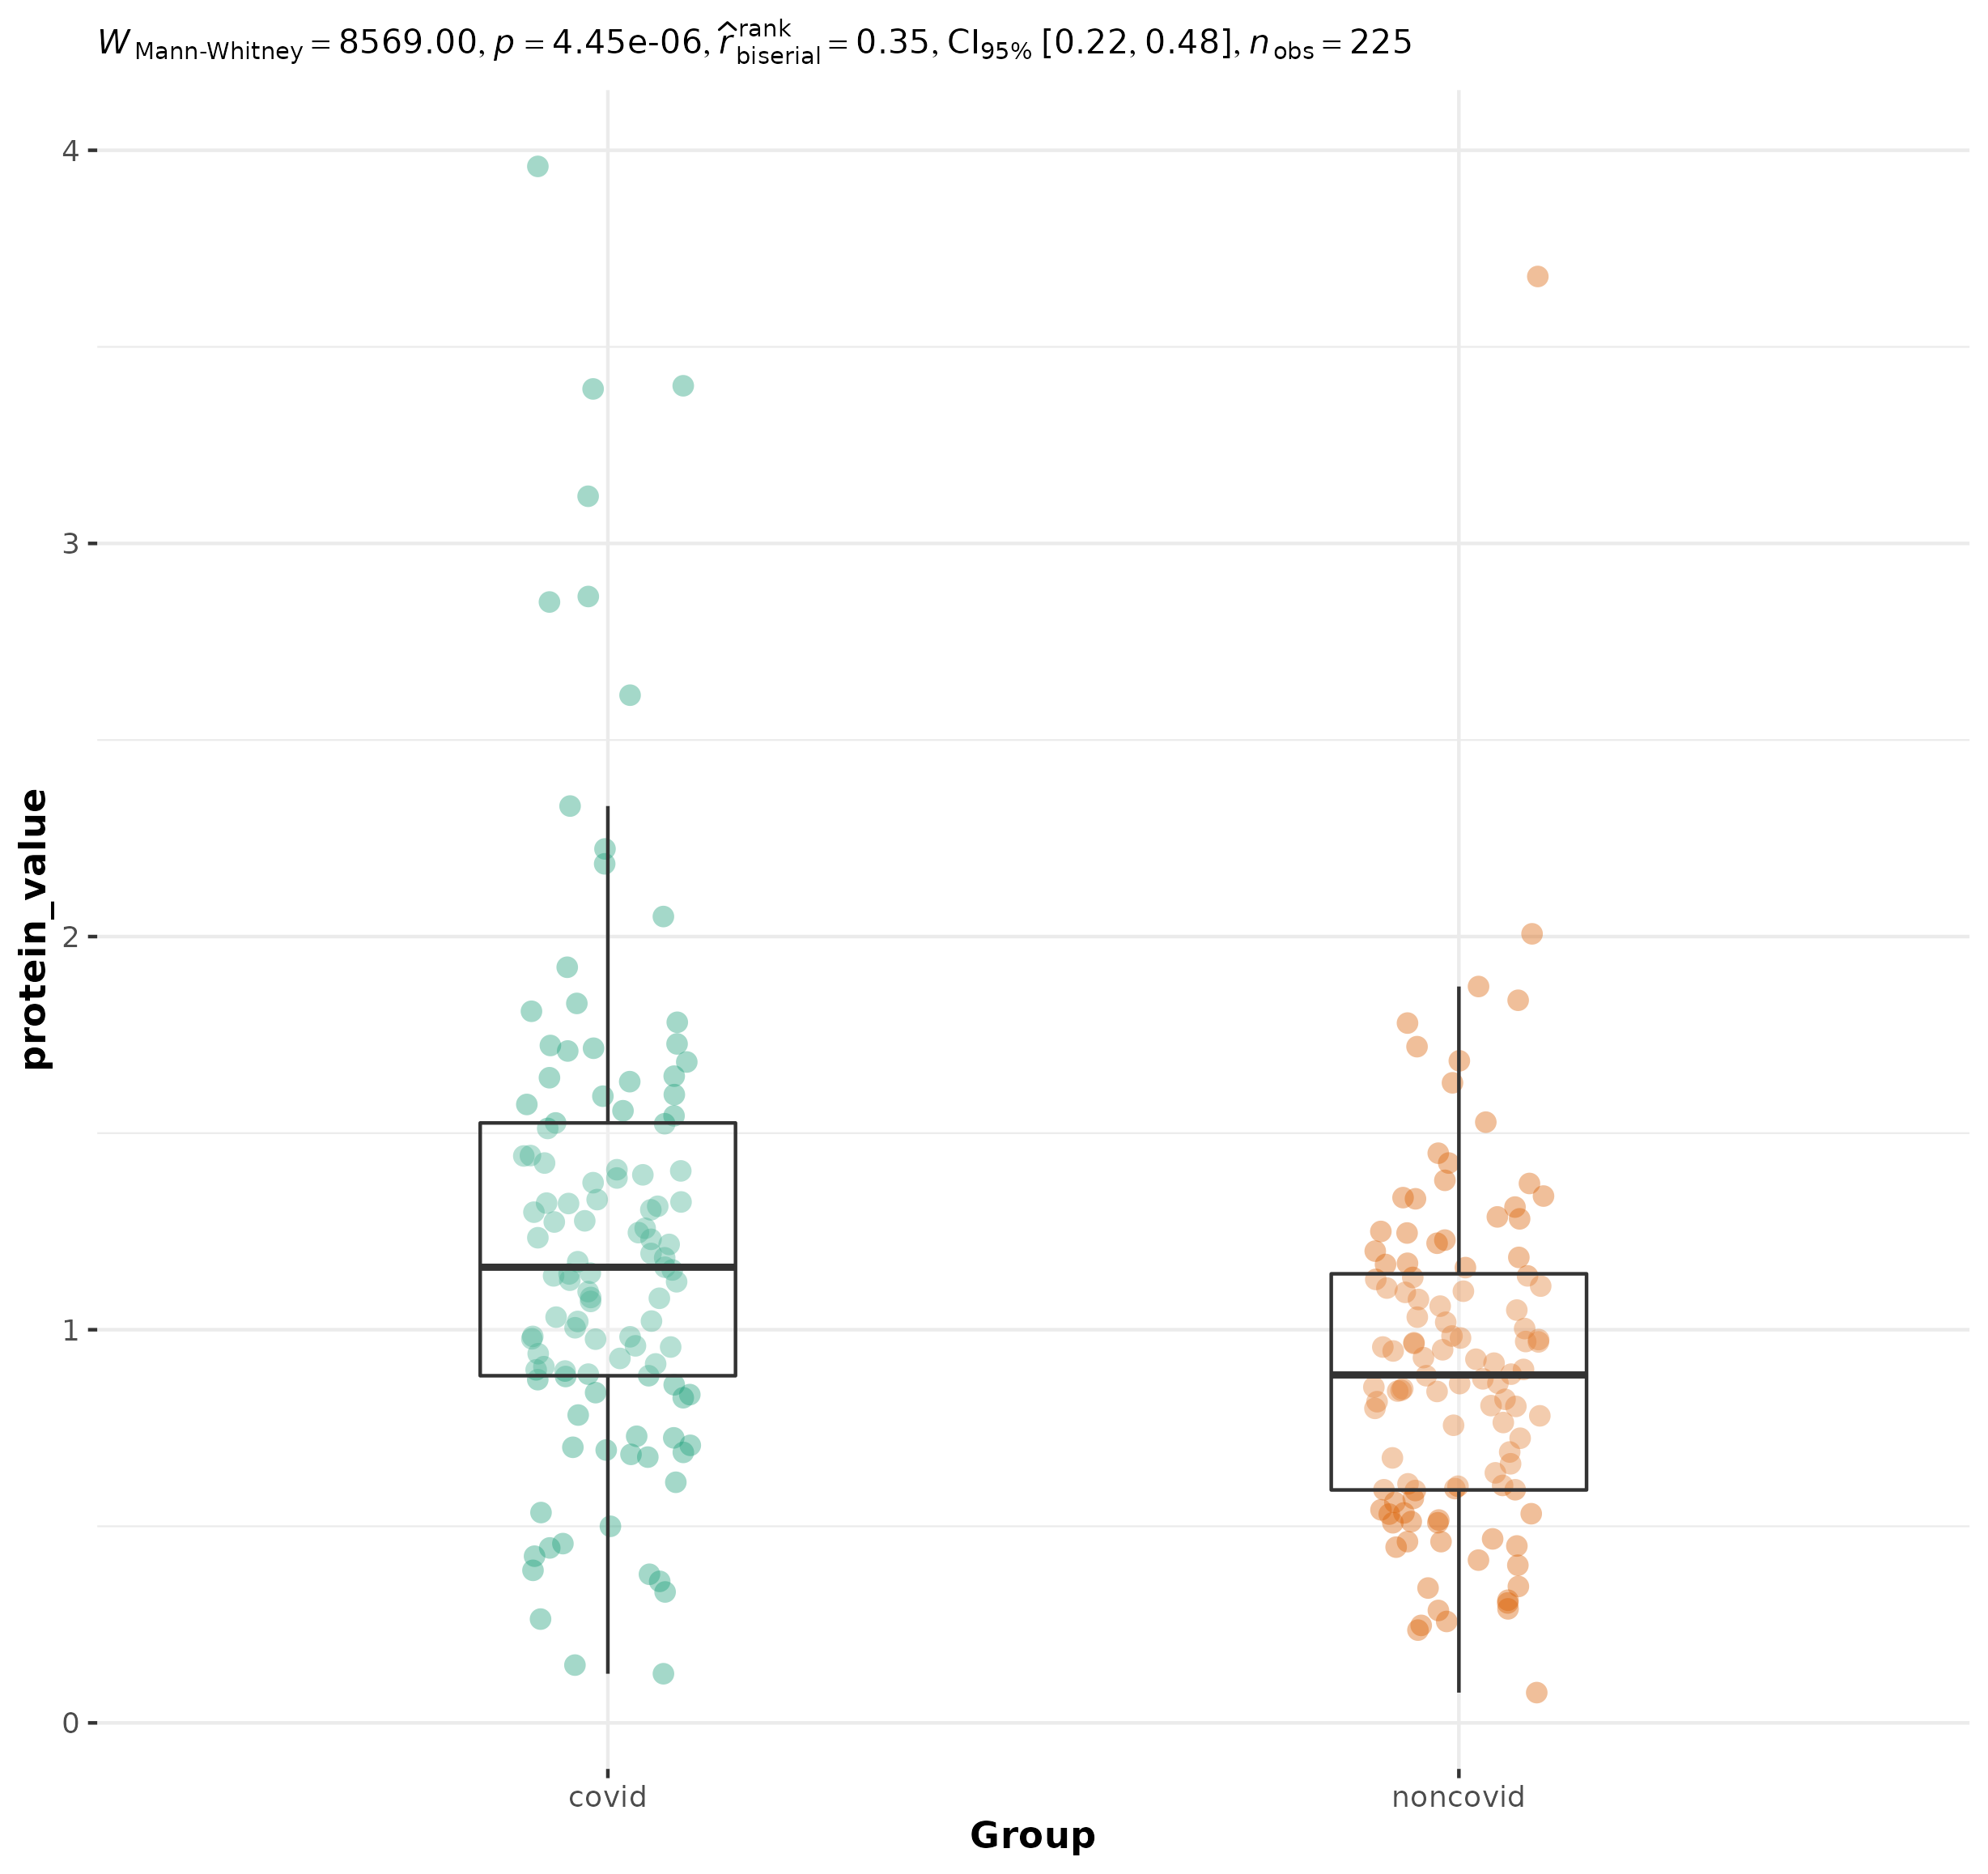 W Mann-Whitney = 8569.00, p = 4.45e-06, r̂ rank biserial = 0.35, CI95% [0.22, 0.48], n obs = 225
4
3
2
1
0
protein_value
covid noncovid
Group